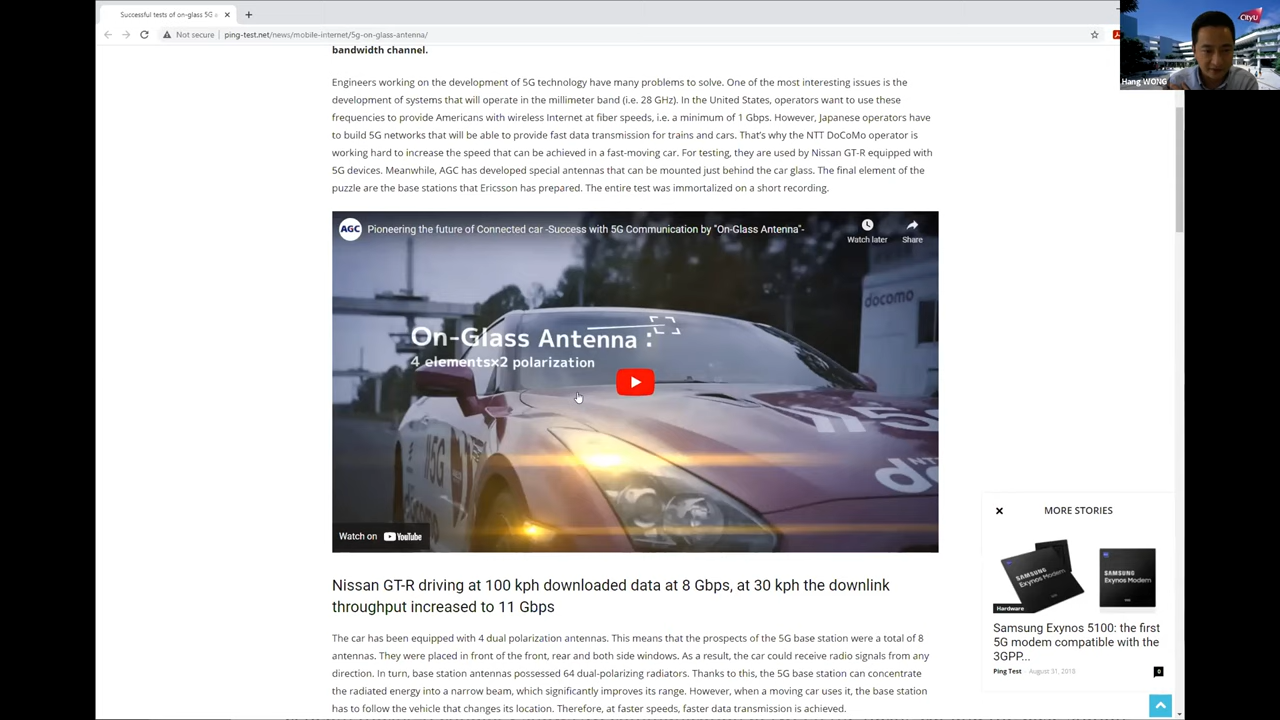 Successful tests of on-glass 5G
Not secure
ping-test.net/news/mobile-internet/5g-on-glass-antenna/
CityU
Hang WONG
bandwidth channel.
Engineers working on the development of 5G technology have many problems to solve. One of the most interesting issues is the
development of systems that will operate in the millimeter band (i.e. 28 GHz). In the United States, operators want to use these
frequencies to provide Americans with wireless Internet at fiber speeds, i.e. a minimum of 1 Gbps. However, Japanese operators have
to build 5G networks that will be able to provide fast data transmission for trains and cars. That's why the NTT DoCoMo operator is
working hard to increase the speed that can be achieved in a fast-moving car. For testing, they are used by Nissan GT-R equipped with
5G devices. Meanwhile, AGC has developed special antennas that can be mounted just behind the car glass. The final element of the
puzzle are the base stations that Ericsson has prepared. The entire test was immortalized on a short recording.
AGC
Pioneering the future of Connected car -Success with 5G Communication by "On-Glass Antenna"-
Watch later
Share
docomo
On-Glass Antenna :
4 elements×2 polarization
5G
5G
NTT
do
Watch on YouTube
MORE STORIES
SAMSUNG
Exynos Modem
SAMSUNG
Exynos Modem
Hardware
Samsung Exynos 5100: the first
5G modem compatible with the
3GPP...
Ping Test - August 31, 2018
0
Nissan GT-R driving at 100 kph downloaded data at 8 Gbps, at 30 kph the downlink
throughput increased to 11 Gbps
The car has been equipped with 4 dual polarization antennas. This means that the prospects of the 5G base station were a total of 8
antennas. They were placed in front of the front, rear and both side windows. As a result, the car could receive radio signals from any
direction. In turn, base station antennas possessed 64 dual-polarizing radiators. Thanks to this, the 5G base station can concentrate
the radiated energy into a narrow beam, which significantly improves its range. However, when a moving car uses it, the base station
has to follow the vehicle that changes its location. Therefore, at faster speeds, faster data transmission is achieved.